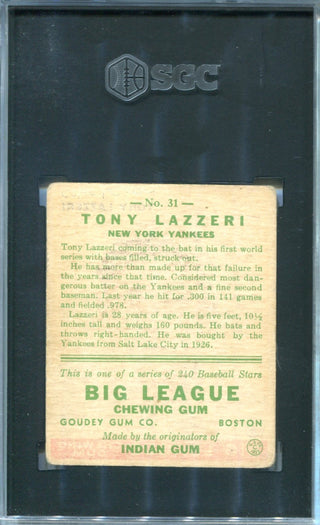 SGC
— No. 31 —
TONY LAZZERI
NEW YORK YANKEES
Tony Lazzeri coming to the bat in his first world
series with bases filled, struck out.
He has more than made up for that failure in
the years since that time. Considered most dan-
gerous batter on the Yankees and a fine second
baseman. Last year he hit for .300 in 141 games
and fielded .978.
Lazzeri is 28 years of age. He is five feet, 10½
inches tall and weighs 160 pounds. He bats and
throws right-handed. He was bought by the
Yankees from Salt Lake City in 1926.
This is one of a series of 240 Baseball Stars
BIG LEAGUE
CHEWING GUM
GOUDEY GUM CO. BOSTON
Made by the originators of
INDIAN GUM